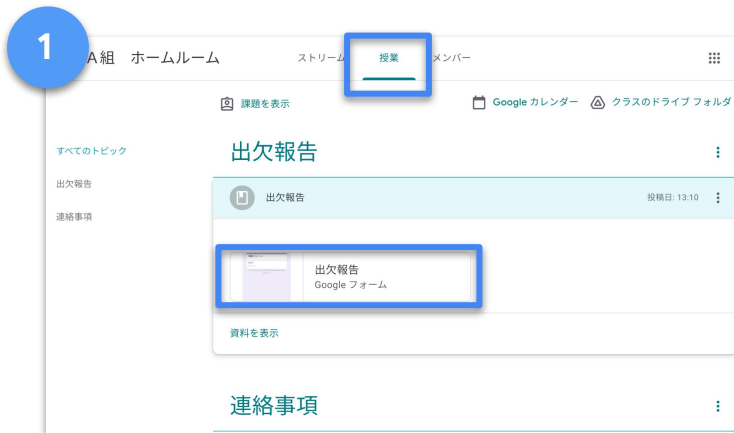 1
A組 ホームルーム
ストリーム 授業 メンバー
課題を表示 Google カレンダー クラスのドライブ フォルダ
すべてのトピック
出欠報告
連絡事項
出欠報告
出欠報告 投稿日: 13:10
出欠報告
Google フォーム
資料を表示
連絡事項